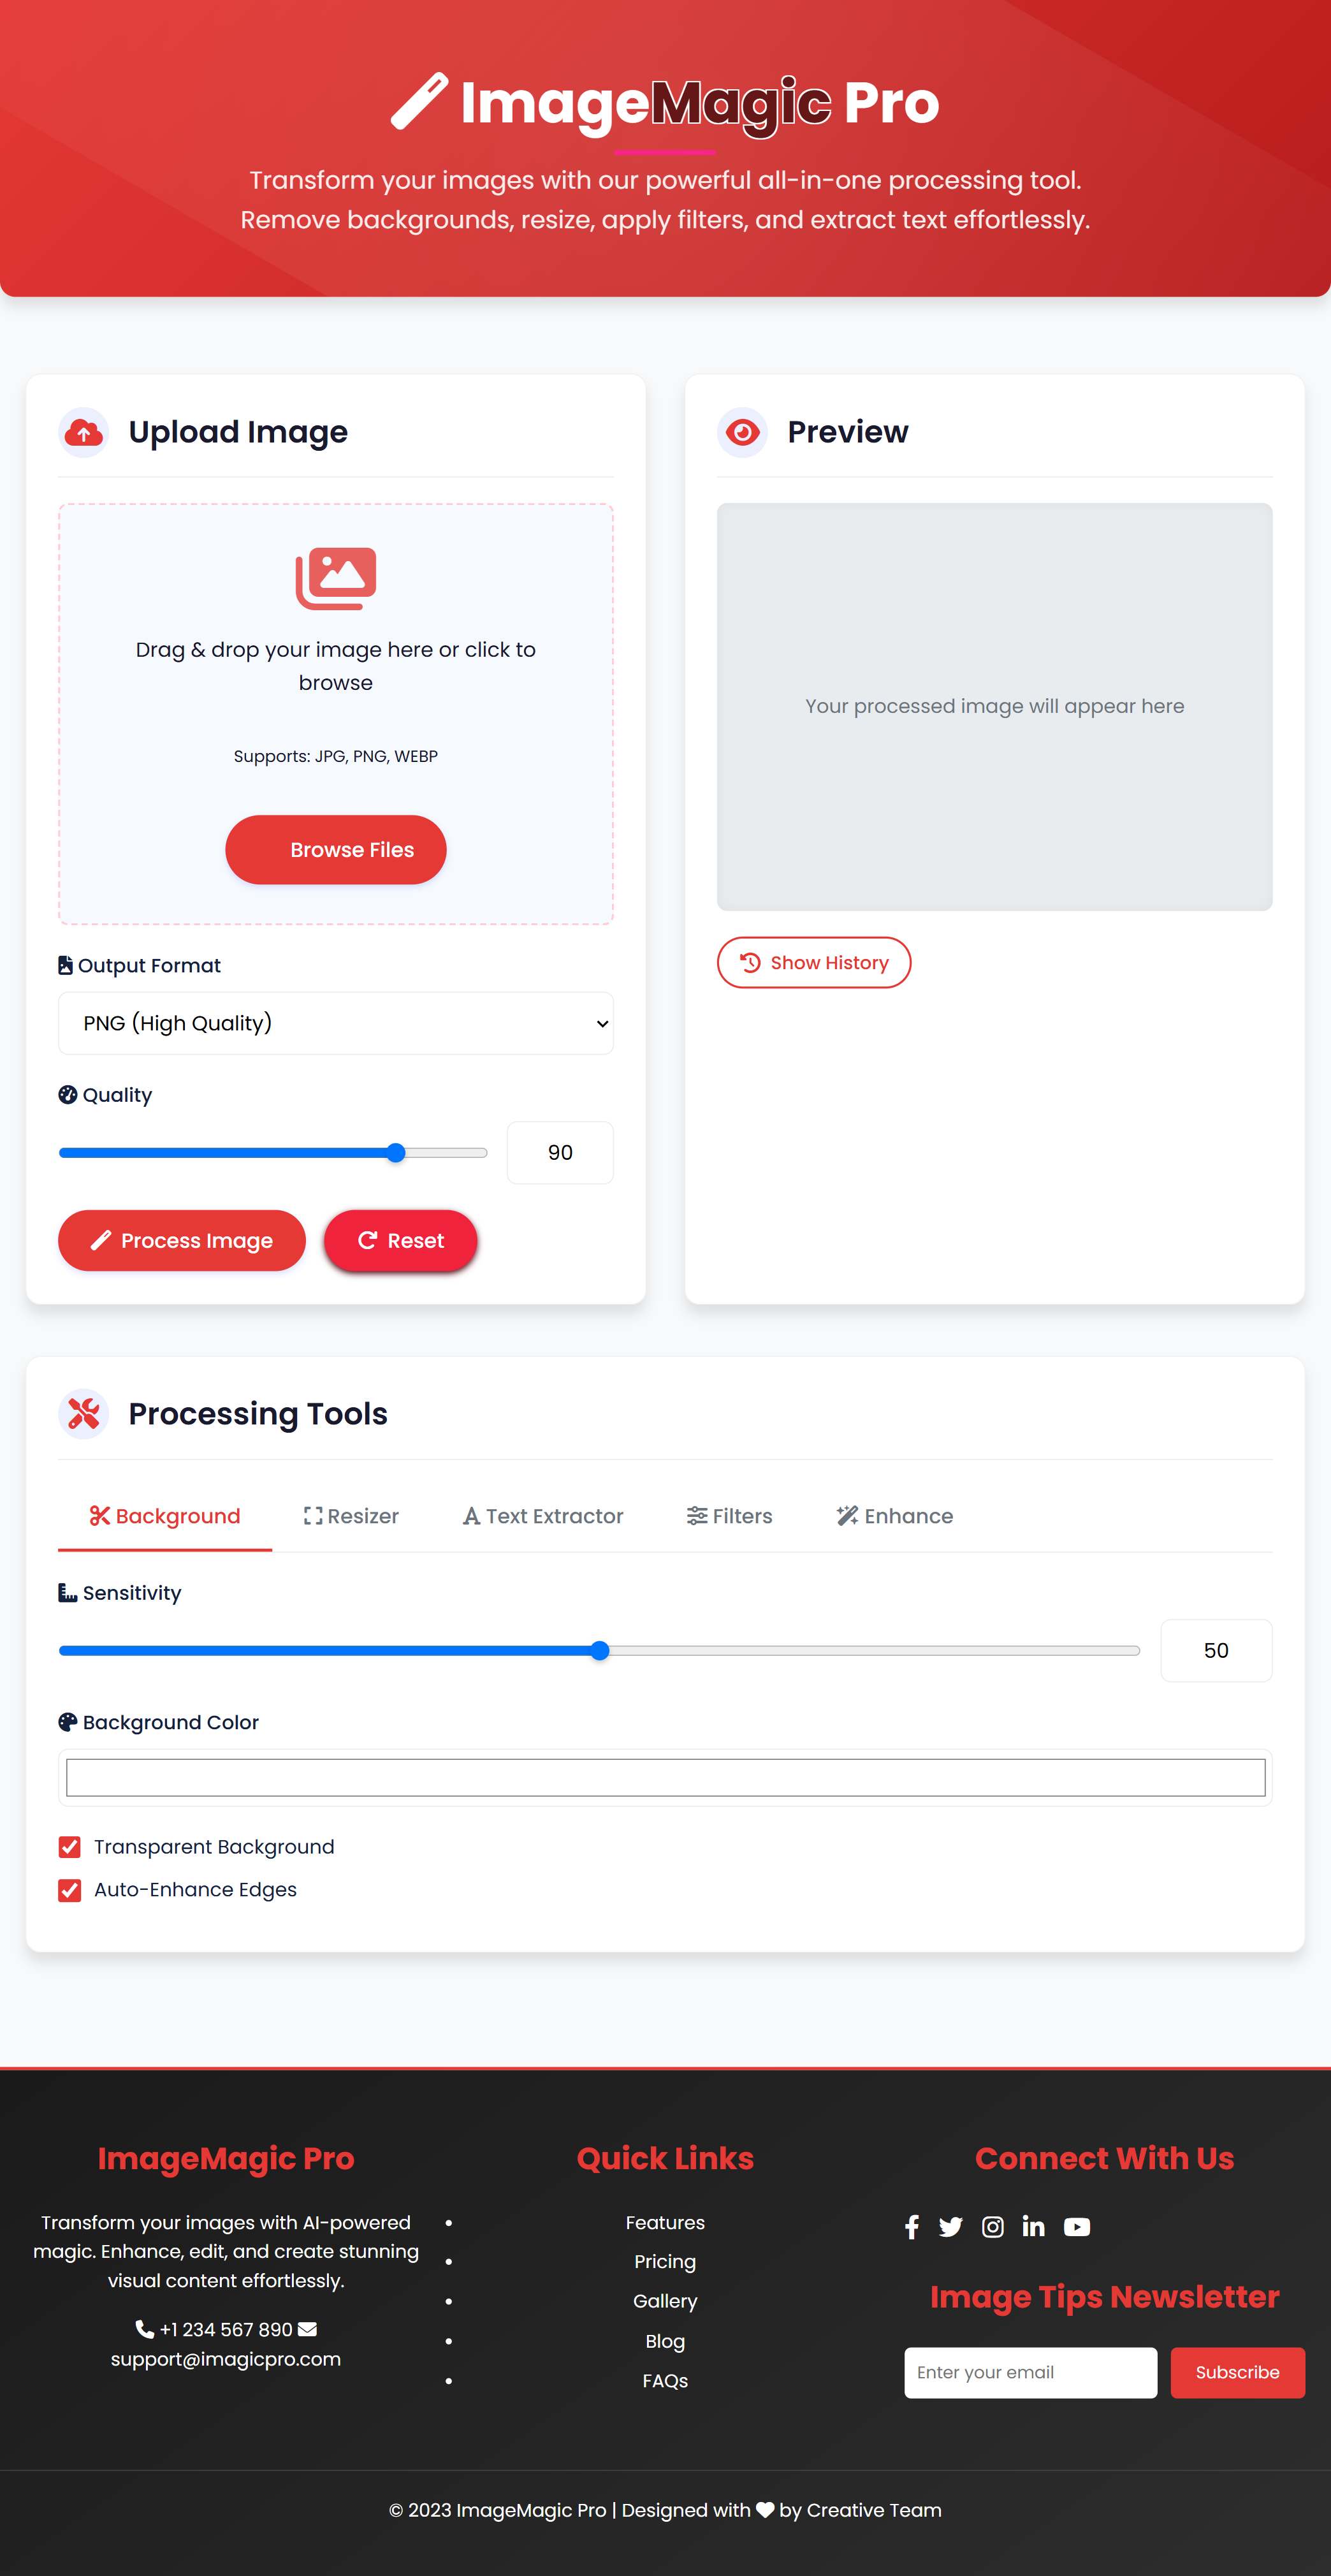 ImageMagic Pro
Transform your images with our powerful all-in-one processing tool.
Remove backgrounds, resize, apply filters, and extract text effortlessly.
Upload Image
Drag & drop your image here or click to
browse
Supports: JPG, PNG, WEBP
Browse Files
Output Format
PNG (High Quality)
Quality
90
Process Image
Reset
Preview
Your processed image will appear here
Show History
Processing Tools
Background
Resizer
Text Extractor
Filters
Enhance
Sensitivity
50
Background Color
Transparent Background
Auto-Enhance Edges
ImageMagic Pro
Transform your images with AI-powered
magic. Enhance, edit, and create stunning
visual content effortlessly.
+1 234 567 890
support@imagicpro.com
Quick Links
Features
Pricing
Gallery
Blog
FAQs
Connect With Us
Image Tips Newsletter
Enter your email
Subscribe
© 2023 ImageMagic Pro | Designed with by Creative Team